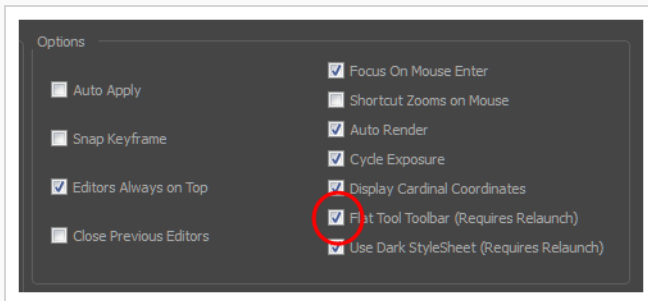 Options
Auto Apply
Snap Keyframe
Editors Always on Top
Close Previous Editors
Focus On Mouse Enter
Shortcut Zooms on Mouse
Auto Render
Cycle Exposure
Display Cardinal Coordinates
Flat Tool Toolbar (Requires Relaunch)
Use Dark StyleSheet (Requires Relaunch)